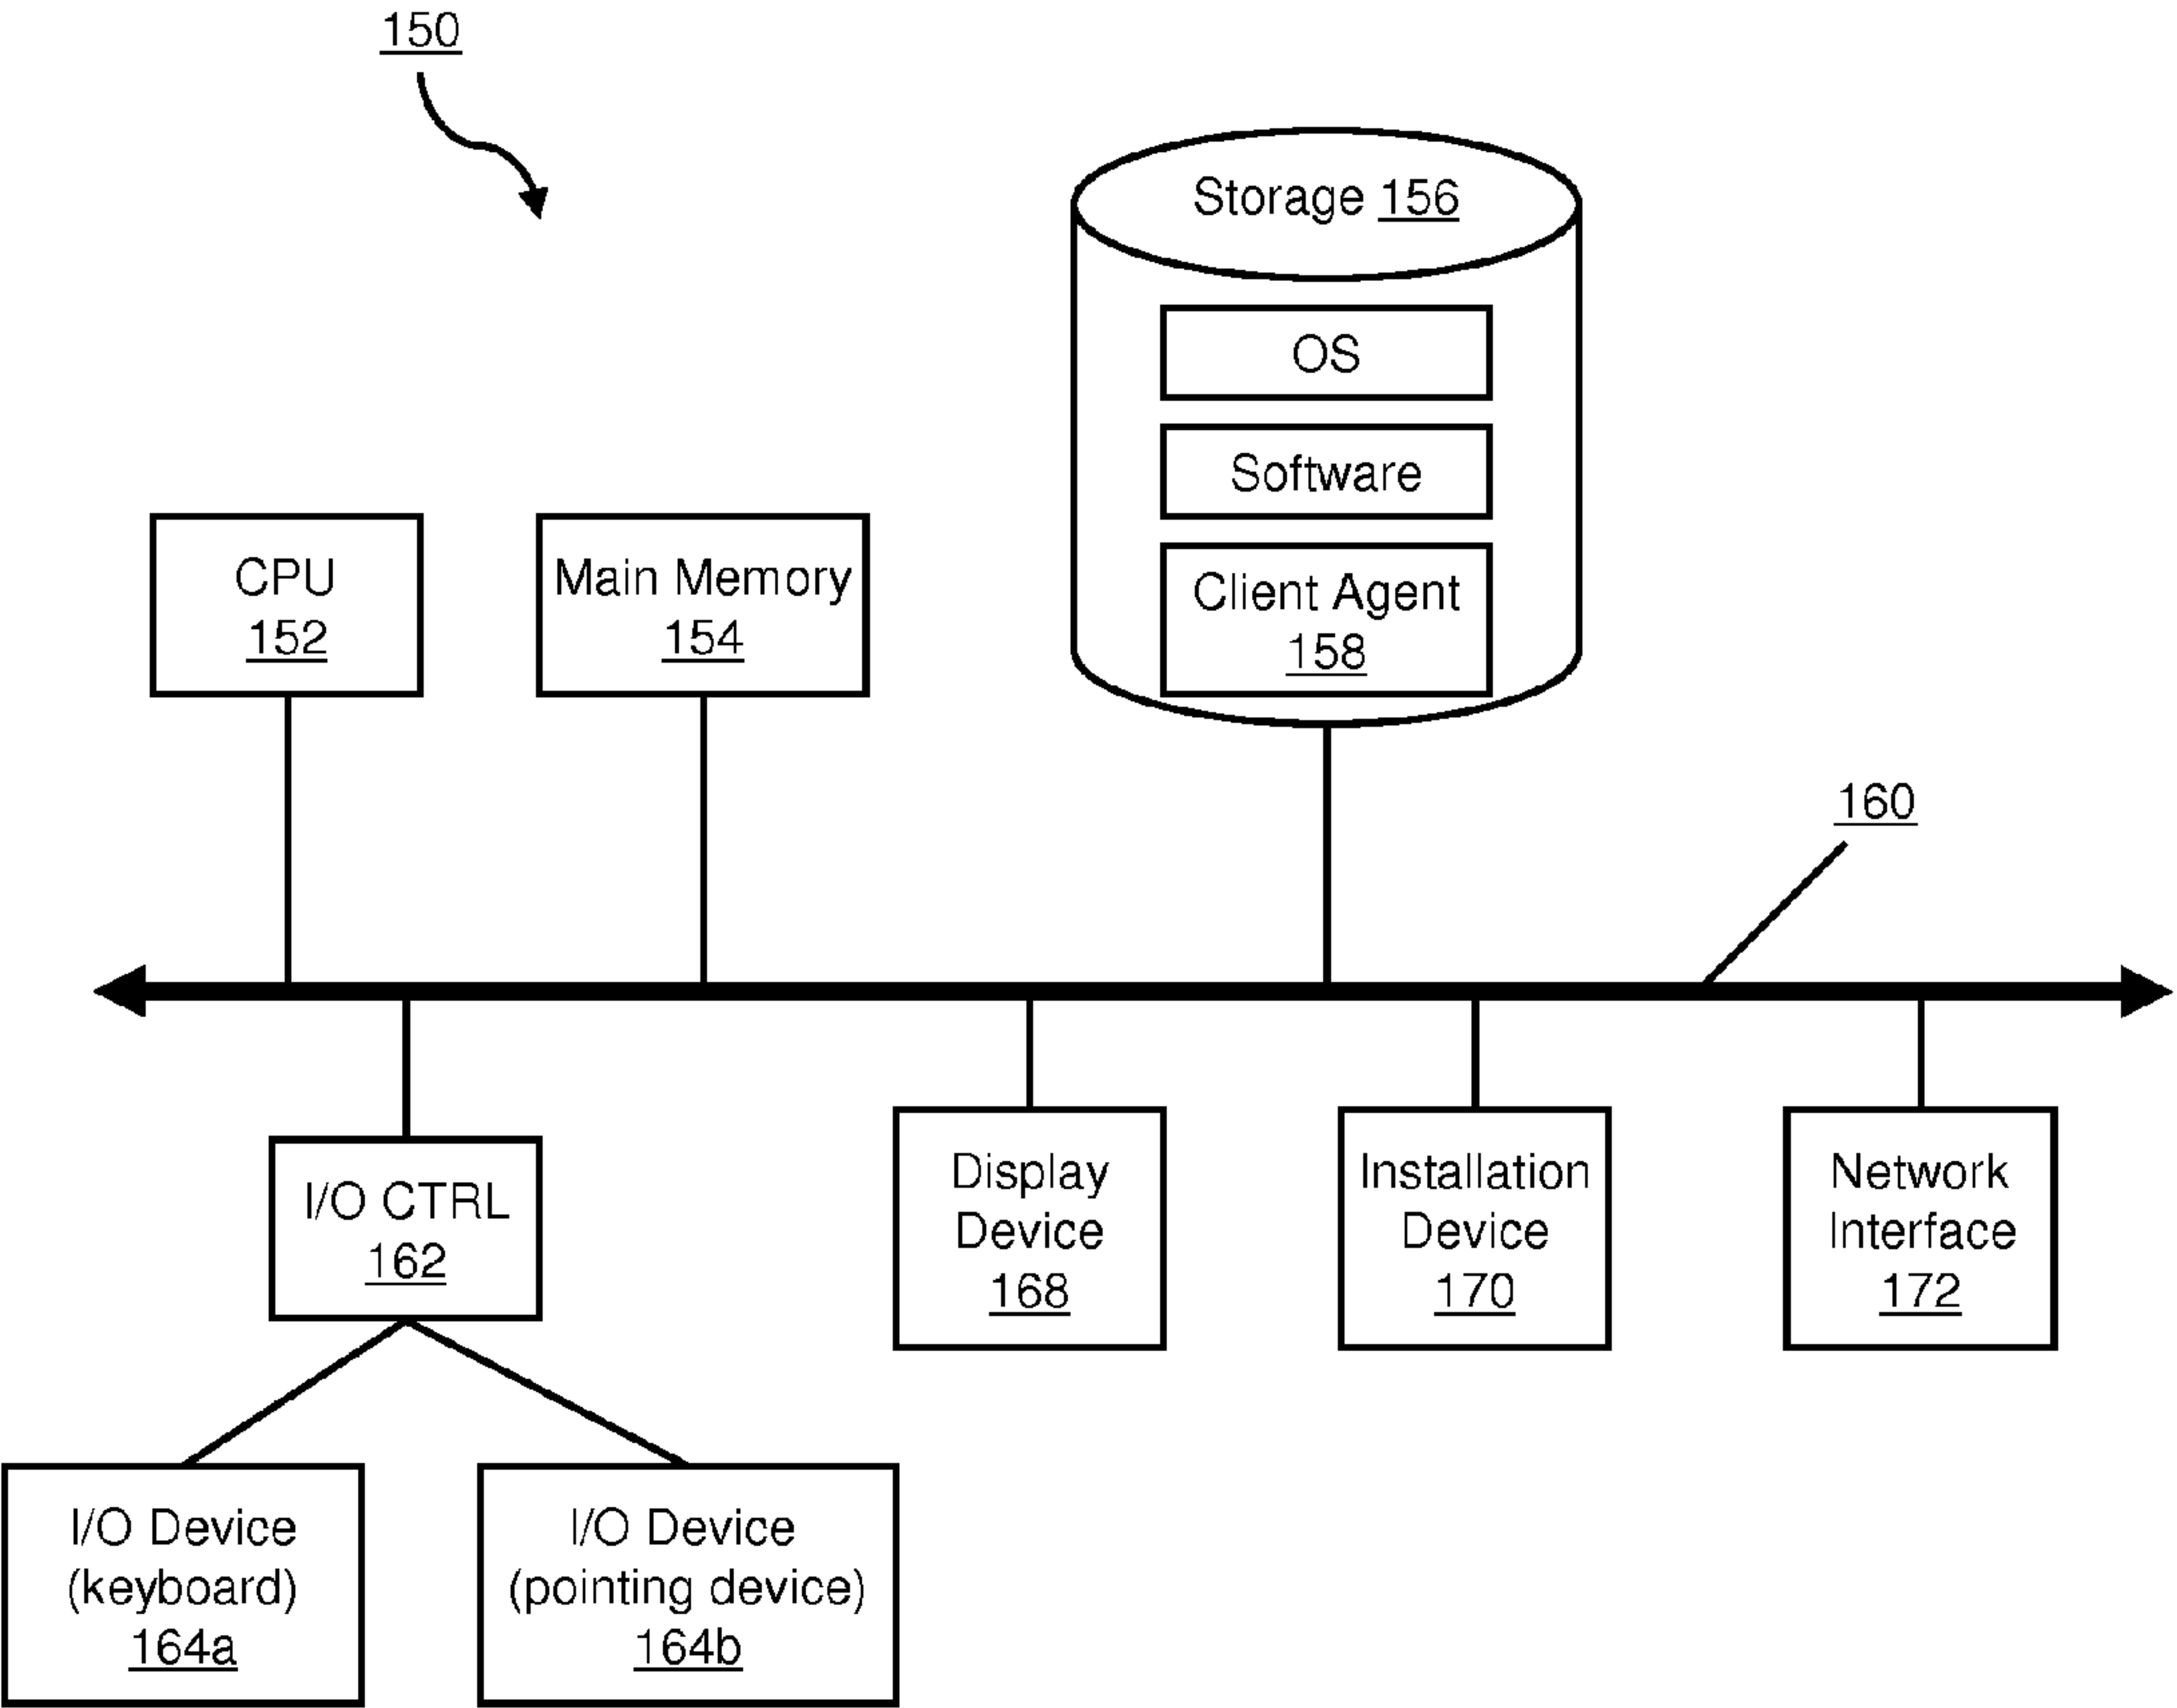 150
Storage 156
OS
Software
Client Agent
158
CPU
152
Main Memory
154
160
I/O CTRL
162
Display
Device
168
Installation
Device
170
Network
Interface
172
I/O Device
(keyboard)
164a
I/O Device
(pointing device)
164b